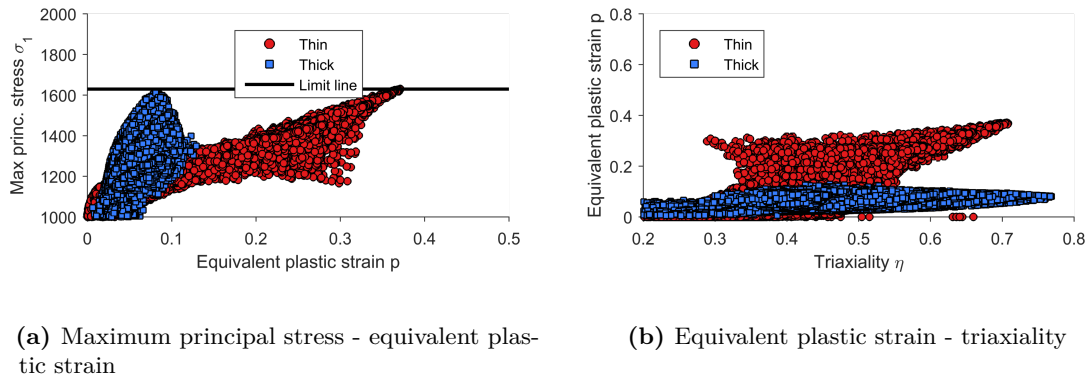 2000
1800
1600
1400
1200
1000
Max princ. stress σ1
Thin
Thick
Limit line
0 0.1 0.2 0.3 0.4 0.5
Equivalent plastic strain p
0.8
0.6
0.4
0.2
0
Equivalent plastic strain p
Thin
Thick
0.2 0.3 0.4 0.5 0.6 0.7 0.8
Triaxiality η
(a) Maximum principal stress - equivalent plas-
tic strain
(b) Equivalent plastic strain - triaxiality